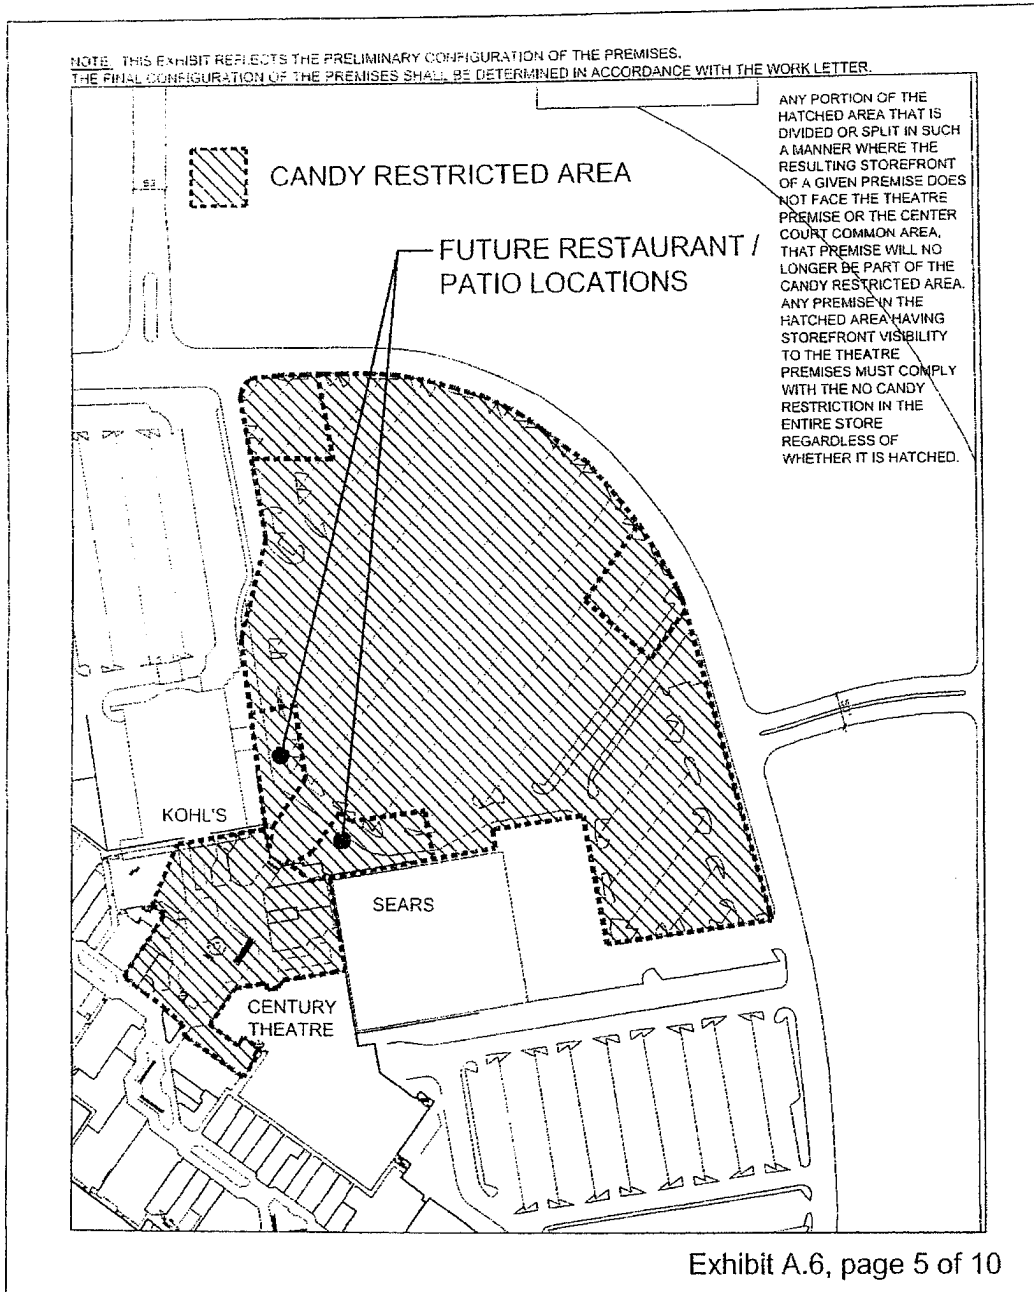 NOTE: THIS EXHIBIT REFLECTS THE PRELIMINARY CONFIGURATION OF THE PREMISES.
THE FINAL CONFIGURATION OF THE PREMISES SHALL BE DETERMINED IN ACCORDANCE WITH THE WORK LETTER.
ANY PORTION OF THE
HATCHED AREA THAT IS
DIVIDED OR SPLIT IN SUCH
A MANNER WHERE THE
RESULTING STOREFRONT
OF A GIVEN PREMISE DOES
NOT FACE THE THEATRE
PREMISE OR THE CENTER
COURT COMMON AREA,
THAT PREMISE WILL NO
LONGER BE PART OF THE
CANDY RESTRICTED AREA.
ANY PREMISE IN THE
HATCHED AREA HAVING
STOREFRONT VISIBILITY
TO THE THEATRE
PREMISES MUST COMPLY
WITH THE NO CANDY
RESTRICTION IN THE
ENTIRE STORE
REGARDLESS OF
WHETHER IT IS HATCHED.
CANDY RESTRICTED AREA
FUTURE RESTAURANT /
PATIO LOCATIONS
KOHL'S
SEARS
CENTURY
THEATRE
Exhibit A.6, page 5 of 10